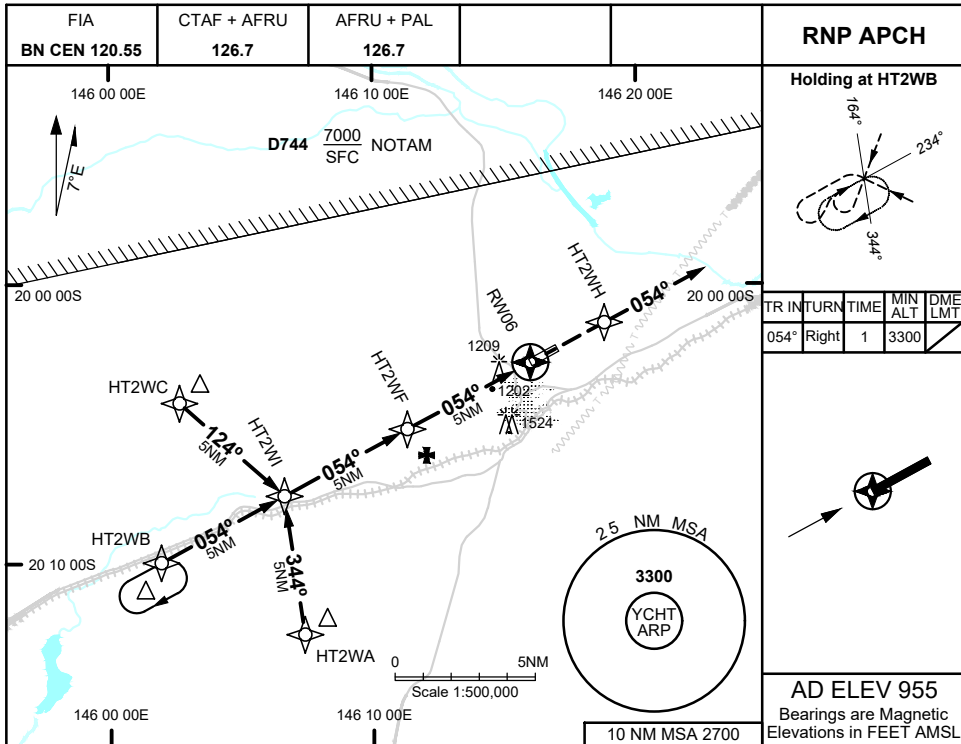 FIA
BN CEN 120.55
CTAF + AFRU
126.7
AFRU + PAL
126.7
RNP APCH
146 00 00E
146 10 00E
146 20 00E
7°E
D744 7000 NOTAM
SFC
Holding at HT2WB
164°
234°
344°
TR IN TURN TIME MIN ALT DME LMT
054° Right 1 3300
20 00 00S
20 00 00S
HT2WH
054°
RW06
1209
1202
1524
HT2WF
054°
5NM
HT2WC
124°
5NM
HT2WI
054°
5NM
HT2WB
054°
5NM
20 10 00S
344°
5NM
HT2WA
25 NM MSA
3300
YCHT
ARP
0 5NM
Scale 1:500,000
146 00 00E
146 10 00E
10 NM MSA 2700
AD ELEV 955
Bearings are Magnetic
Elevations in FEET AMSL